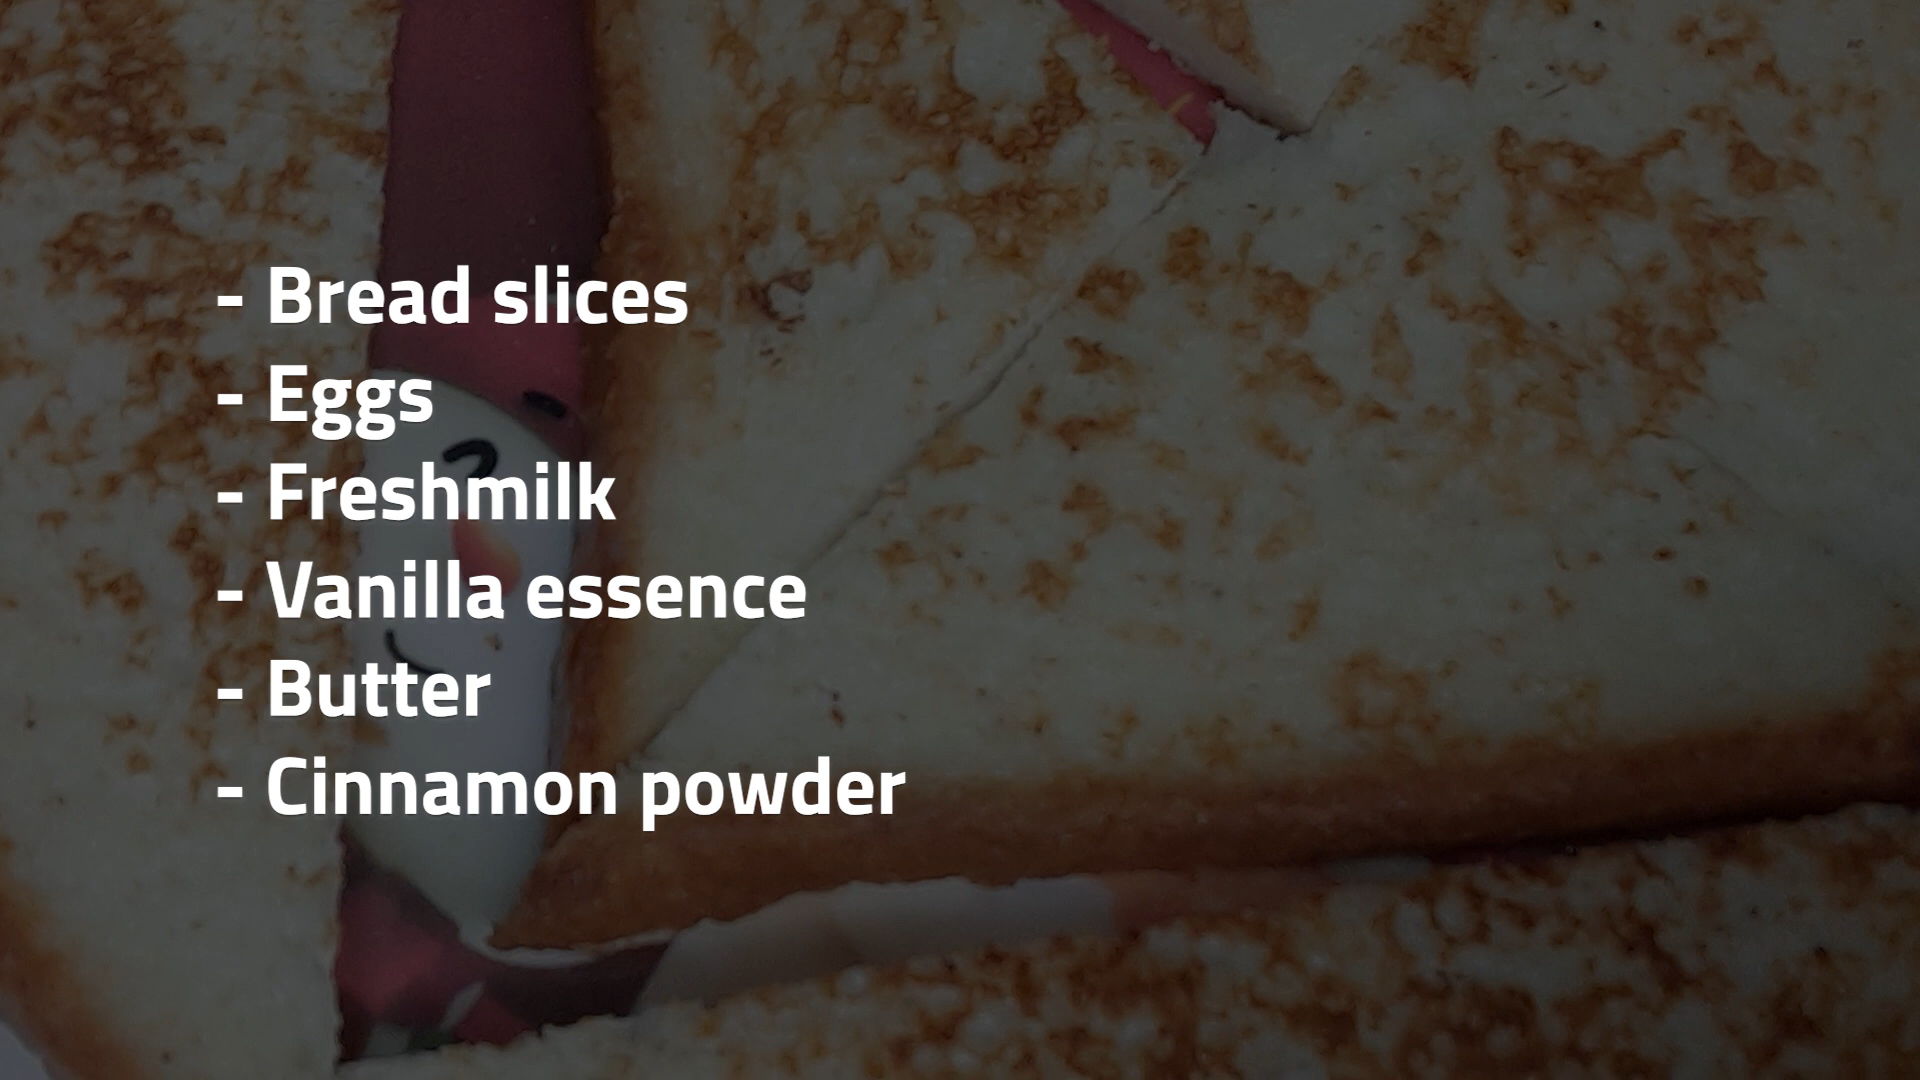 - Bread slices
- Eggs
- Freshmilk
- Vanilla essence
- Butter
- Cinnamon powder